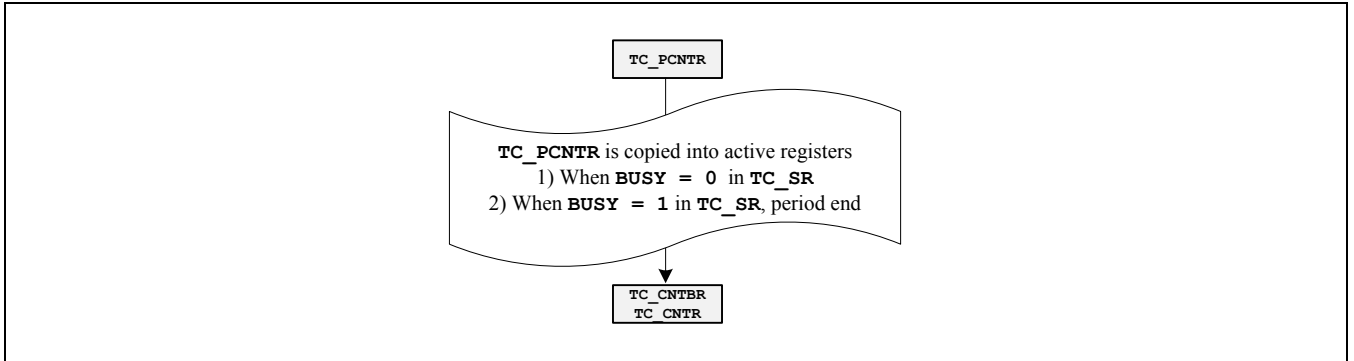 TC_PCNTR
TC_PCNTR is copied into active registers
1) When BUSY = 0 in TC_SR
2) When BUSY = 1 in TC_SR, period end
TC_CNTBR
TC_CNTR